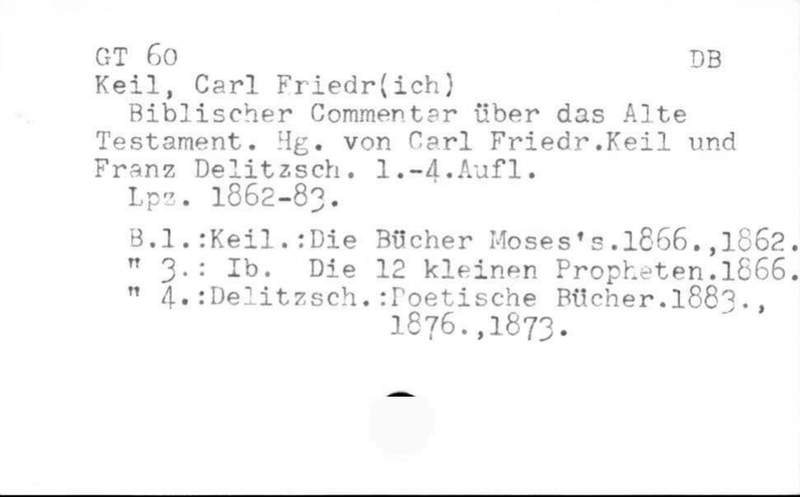 GT 60 DB
Keil, Carl Friedr(ich)
Biblischer Commentar über das Alte
Testament. Hg. von Carl Friedr.Keil und
Franz Delitzsch. 1.-4.Aufl.
Lpz. 1862-83.
B.1.:Keil.:Die Bücher Moses's.1866.,1862.
" 3.: Ib. Die 12 kleinen Propheten.1866.
" 4.:Delitzsch.:Poetische Bücher.1883.,
1876.,1873.